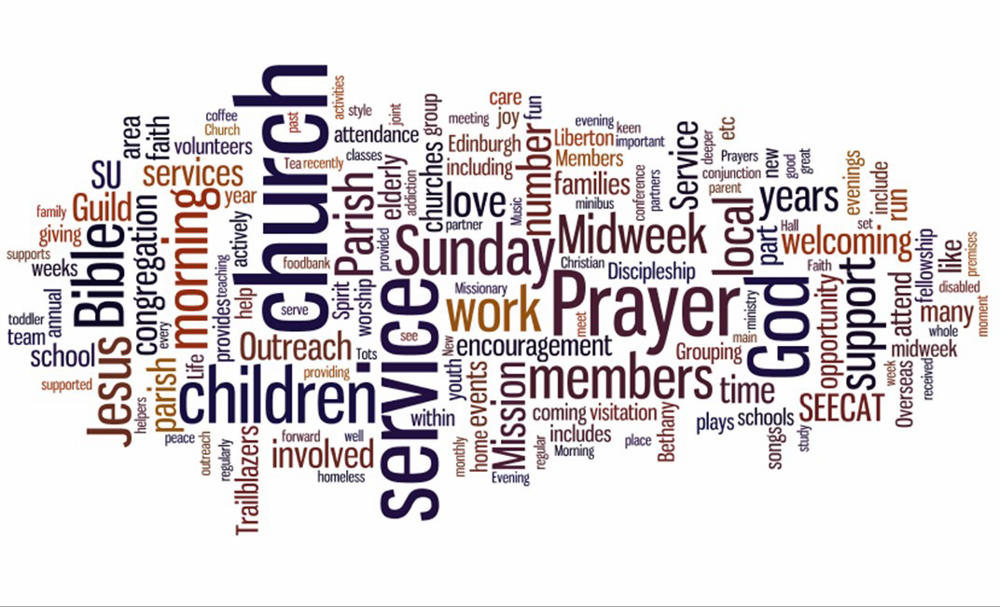 church
activities
style
joint
group
care
joy
fun
past
coffee
Church
area
faith
volunteers
attendance
meeting
evening
keen
important
Liberton
Edinburgh
Members
number
Service
deeper
etc
Prayers
conjunction
parent
new
good
great
SU
services
Tea
recently
classes
elderly
addiction
churches
including
families
conference
partners
evenings
include
run
family
Guild
year
Parish
love
Music
minibus
years
giving
Bible
congregation
morning
actively
partner
Sunday
Midweek
local
part
Hall
set
welcoming
fellowship
like
premises
supports
weeks
teaching
foodbank
provided
Christian
Discipleship
Faith
annual
every
provides
help
serve
Spirit
worship
service
Missionary
work
Prayer
meet
ministry
God
opportunity
support
attend
disabled
many
moment
toddler
team
school
Jesus
Life
Outreach
Tots
see
New
encouragement
Grouping
main
whole
midweek
supported
helpers
parish
children
providing
youth
events
Mission
members
time
week
Overseas
received
peace
outreach
regularly
Trailblazers
forward
well
involved
homeless
within
monthly
home
coming
visitation
includes
regular
Morning
Evening
place
Bethany
plays
schools
songs
study
SEECAT